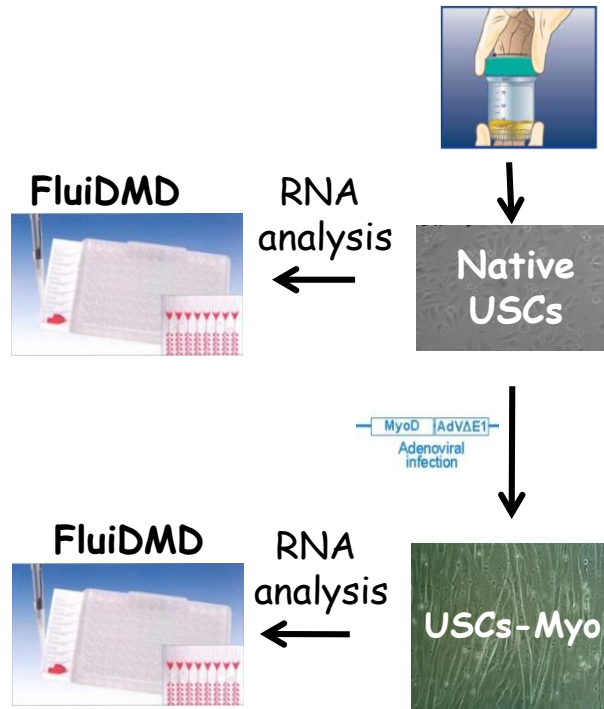 FluiDMD
RNA
analysis
Native
USCs
MyoD AdVΔE1
Adenoviral
infection
FluiDMD
RNA
analysis
USCs-Myo